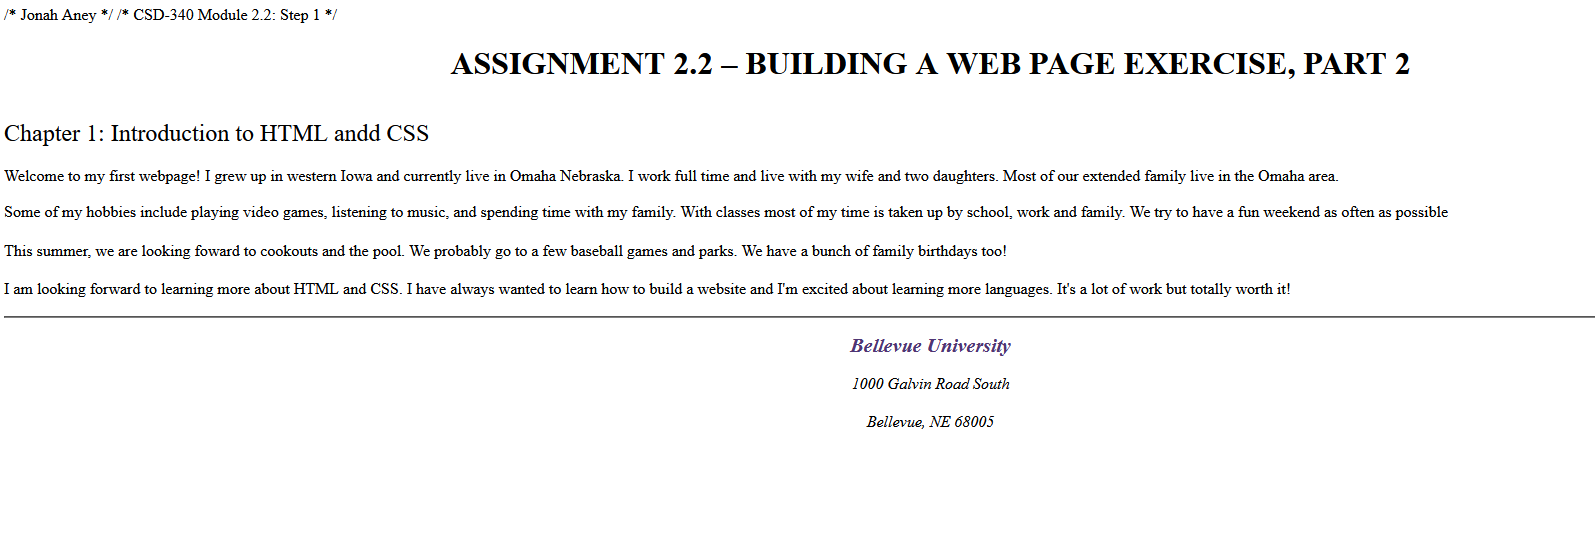 /* Jonah Aney */ /* CSD-340 Module 2.2: Step 1 */
ASSIGNMENT 2.2 – BUILDING A WEB PAGE EXERCISE, PART 2
Chapter 1: Introduction to HTML andd CSS
Welcome to my first webpage! I grew up in western Iowa and currently live in Omaha Nebraska. I work full time and live with my wife and two daughters. Most of our extended family live in the Omaha area.
Some of my hobbies include playing video games, listening to music, and spending time with my family. With classes most of my time is taken up by school, work and family. We try to have a fun weekend as often as possible
This summer, we are looking foward to cookouts and the pool. We probably go to a few baseball games and parks. We have a bunch of family birthdays too!
I am looking forward to learning more about HTML and CSS. I have always wanted to learn how to build a website and I'm excited about learning more languages. It's a lot of work but totally worth it!
Bellevue University
1000 Galvin Road South
Bellevue, NE 68005